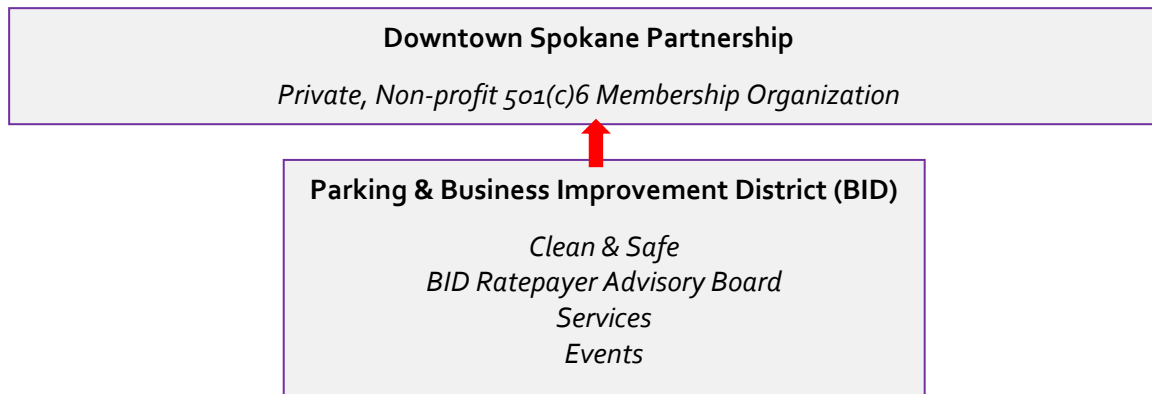 Downtown Spokane Partnership
Private, Non-profit 501(c)6 Membership Organization
Parking & Business Improvement District (BID)
Clean & Safe
BID Ratepayer Advisory Board
Services
Events